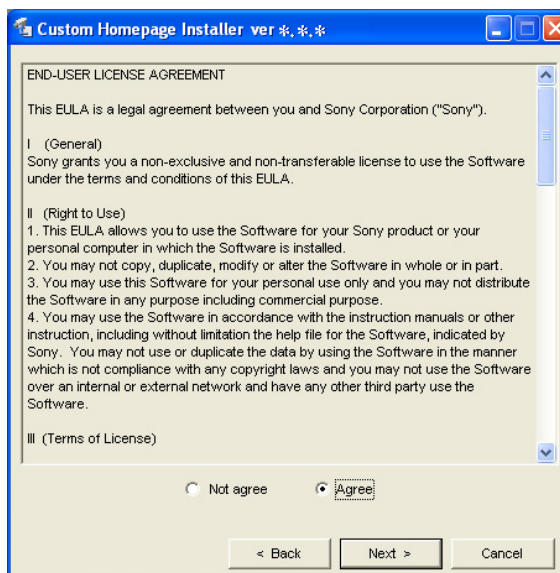 Custom Homepage Installer ver *.*.*
END-USER LICENSE AGREEMENT
This EULA is a legal agreement between you and Sony Corporation ("Sony").
I (General)
Sony grants you a non-exclusive and non-transferable license to use the Software
under the terms and conditions of this EULA.
II (Right to Use)
1. This EULA allows you to use the Software for your Sony product or your
personal computer in which the Software is installed.
2. You may not copy, duplicate, modify or alter the Software in whole or in part.
3. You may use this Software for your personal use only and you may not distribute
the Software in any purpose including commercial purpose.
4. You may use the Software in accordance with the instruction manuals or other
instruction, including without limitation the help file for the Software, indicated by
Sony. You may not use or duplicate the data by using the Software in the manner
which is not compliance with any copyright laws and you may not use the Software
over an internal or external network and have any other third party use the
Software.
III (Terms of License)
Not agree
Agree
< Back
Next >
Cancel